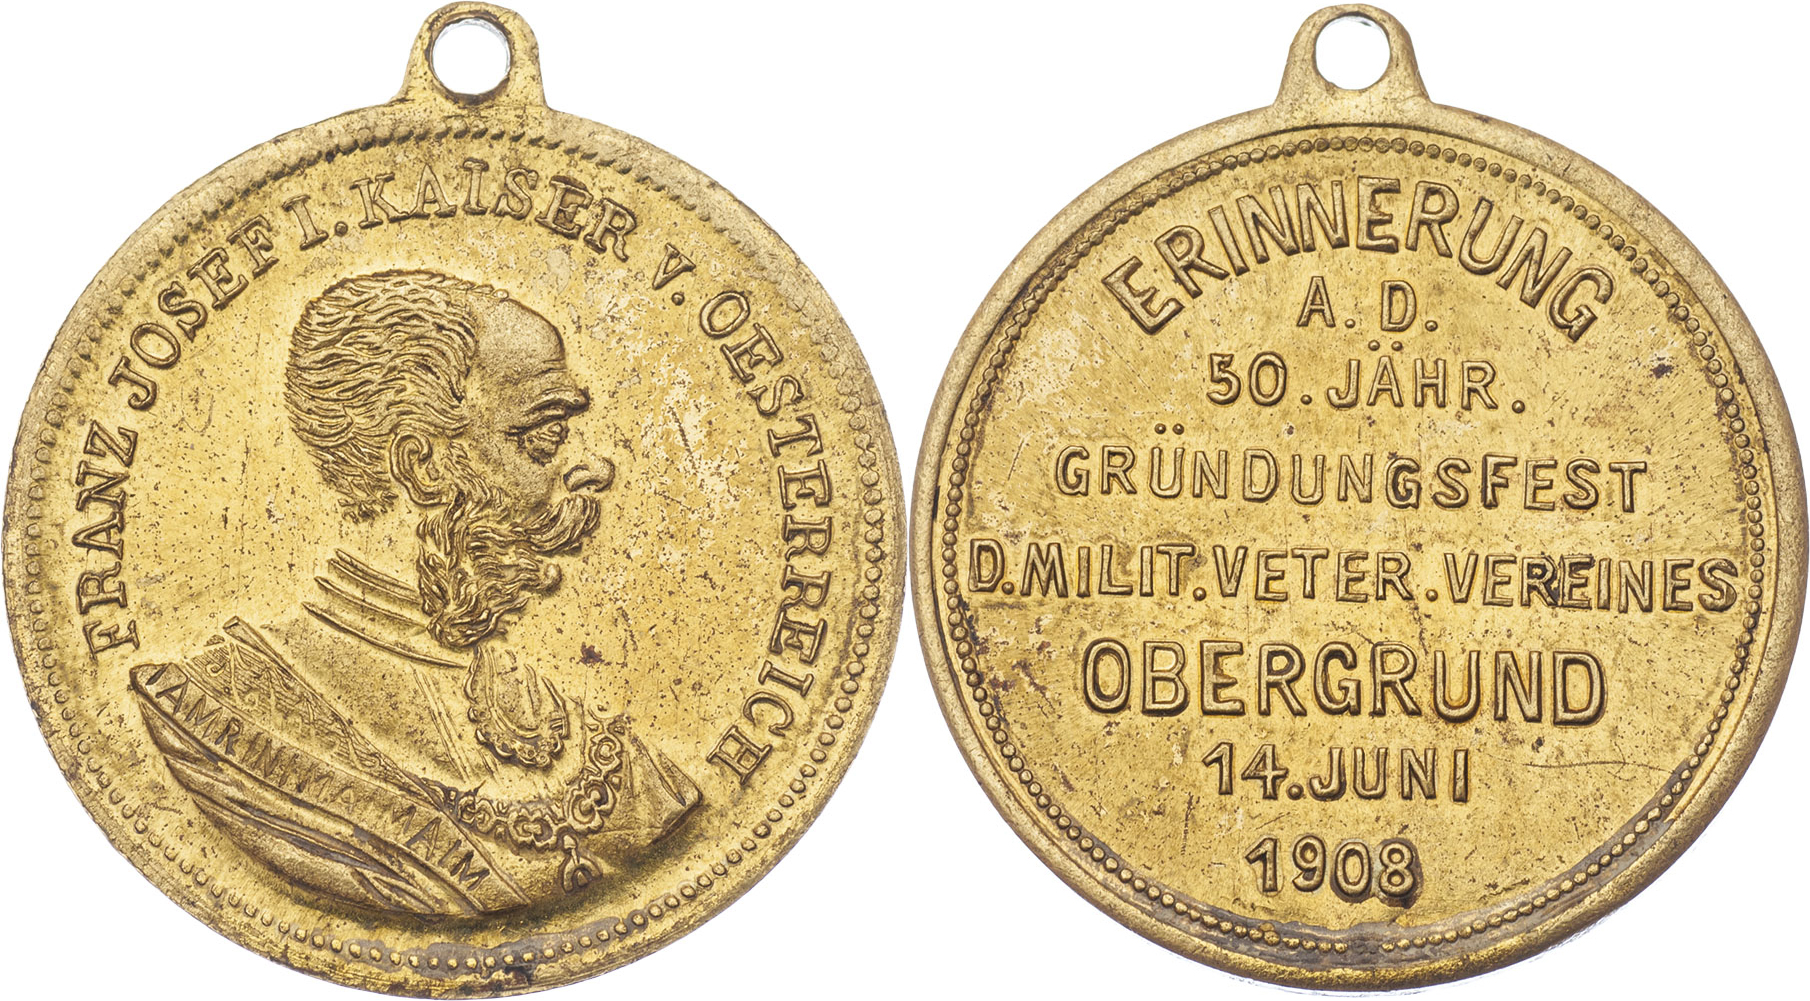 FRANZ JOSEF I. KAISER V. OESTERREICH
ERINNERUNG
A. D.
50. JÄHR.
GRÜNDUNGSFEST
D. MILIT. VETER. VEREINES
OBERGRUND
14. JUNI
1908